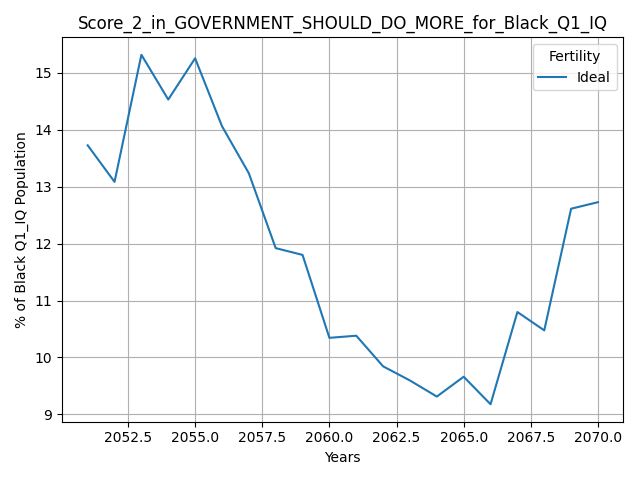 Score_2_in_GOVERNMENT_SHOULD_DO_MORE_for_Black_Q1_IQ
Fertility
Ideal
% of Black Q1_IQ Population
15
14
13
12
11
10
9
2052.5 2055.0 2057.5 2060.0 2062.5 2065.0 2067.5 2070.0
Years